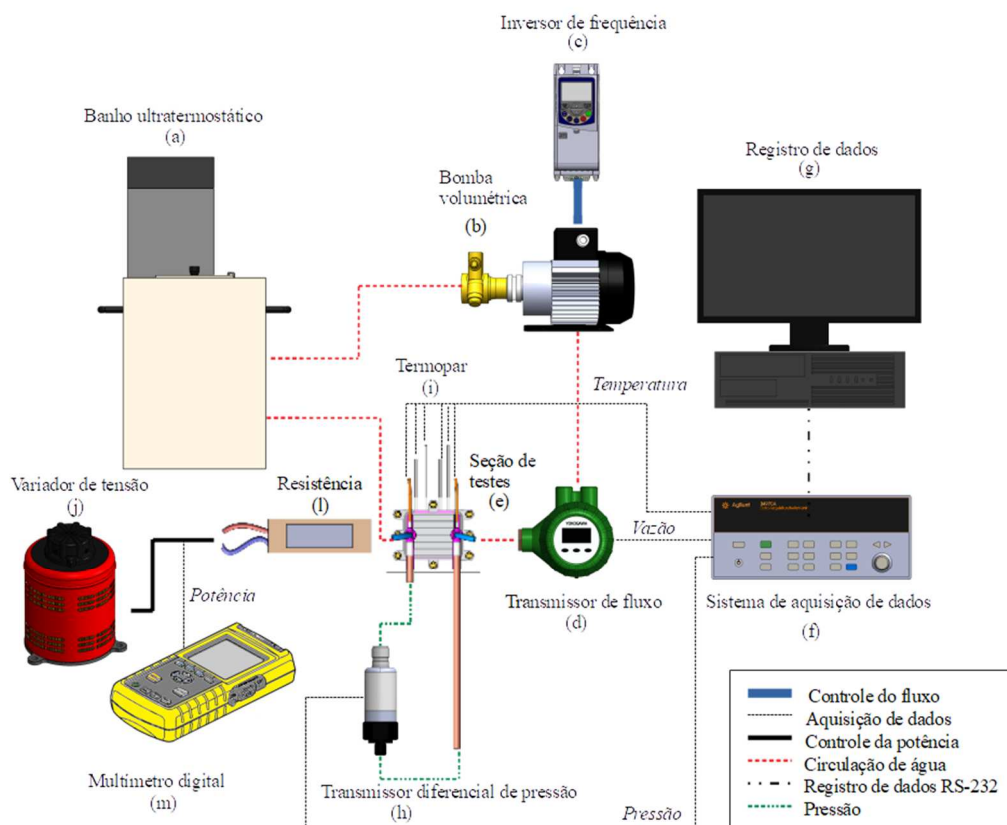 Inversor de frequência
(c)
Banho ultratermostático
(a)
Bomba
volumétrica
(b)
Registro de dados
(g)
Termopar
(i)
Temperatura
Variador de tensão
(j)
Resistência
(l)
Seção de
testes
(e)
Agilent
Vazão
Potência
Transmissor de fluxo
(d)
Sistema de aquisição de dados
(f)
Multímetro digital
(m)
Transmissor diferencial de pressão
(h)
Pressão
Controle do fluxo
Aquisição de dados
Controle da potência
Circulação de água
Registro de dados RS-232
Pressão